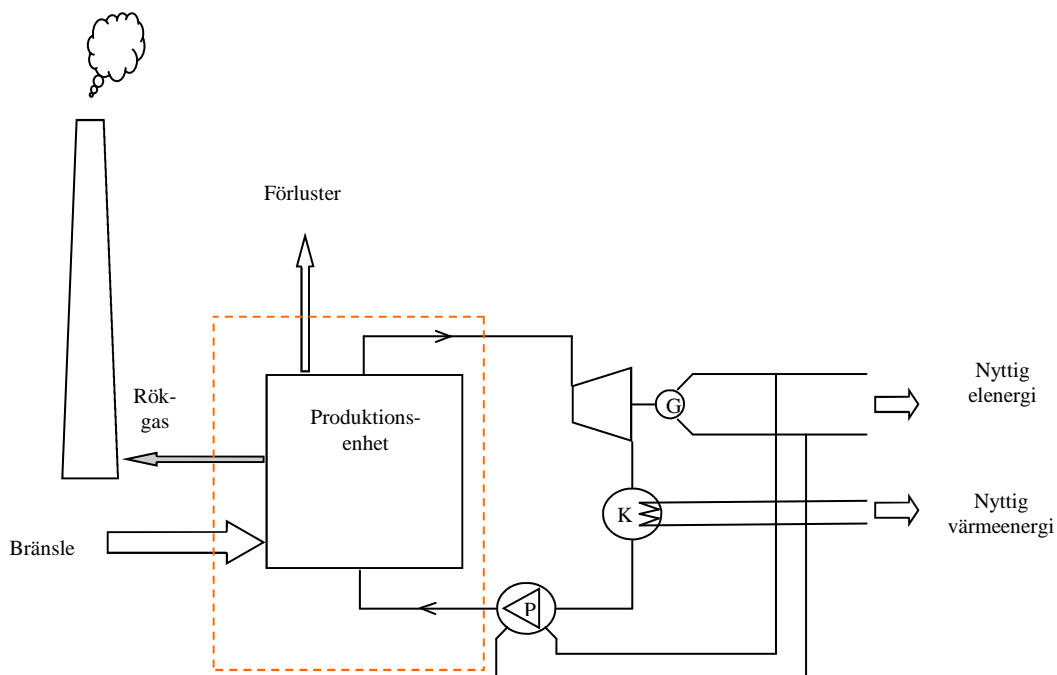 Förluster
Rök-
gas
Produktions-
enhet
G
Nyttig
elenergi
K
Nyttig
värmeenergi
Bränsle
P